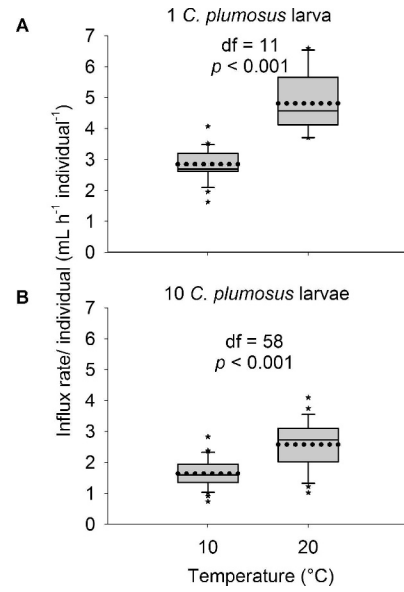 A
1 C. plumosus larva
df = 11
p < 0.001
7
6
5
4
3
2
1
0
Influx rate/ individual (mL h⁻¹ individual⁻¹)
B
10 C. plumosus larvae
df = 58
p < 0.001
7
6
5
4
3
2
1
0
10
20
Temperature (°C)